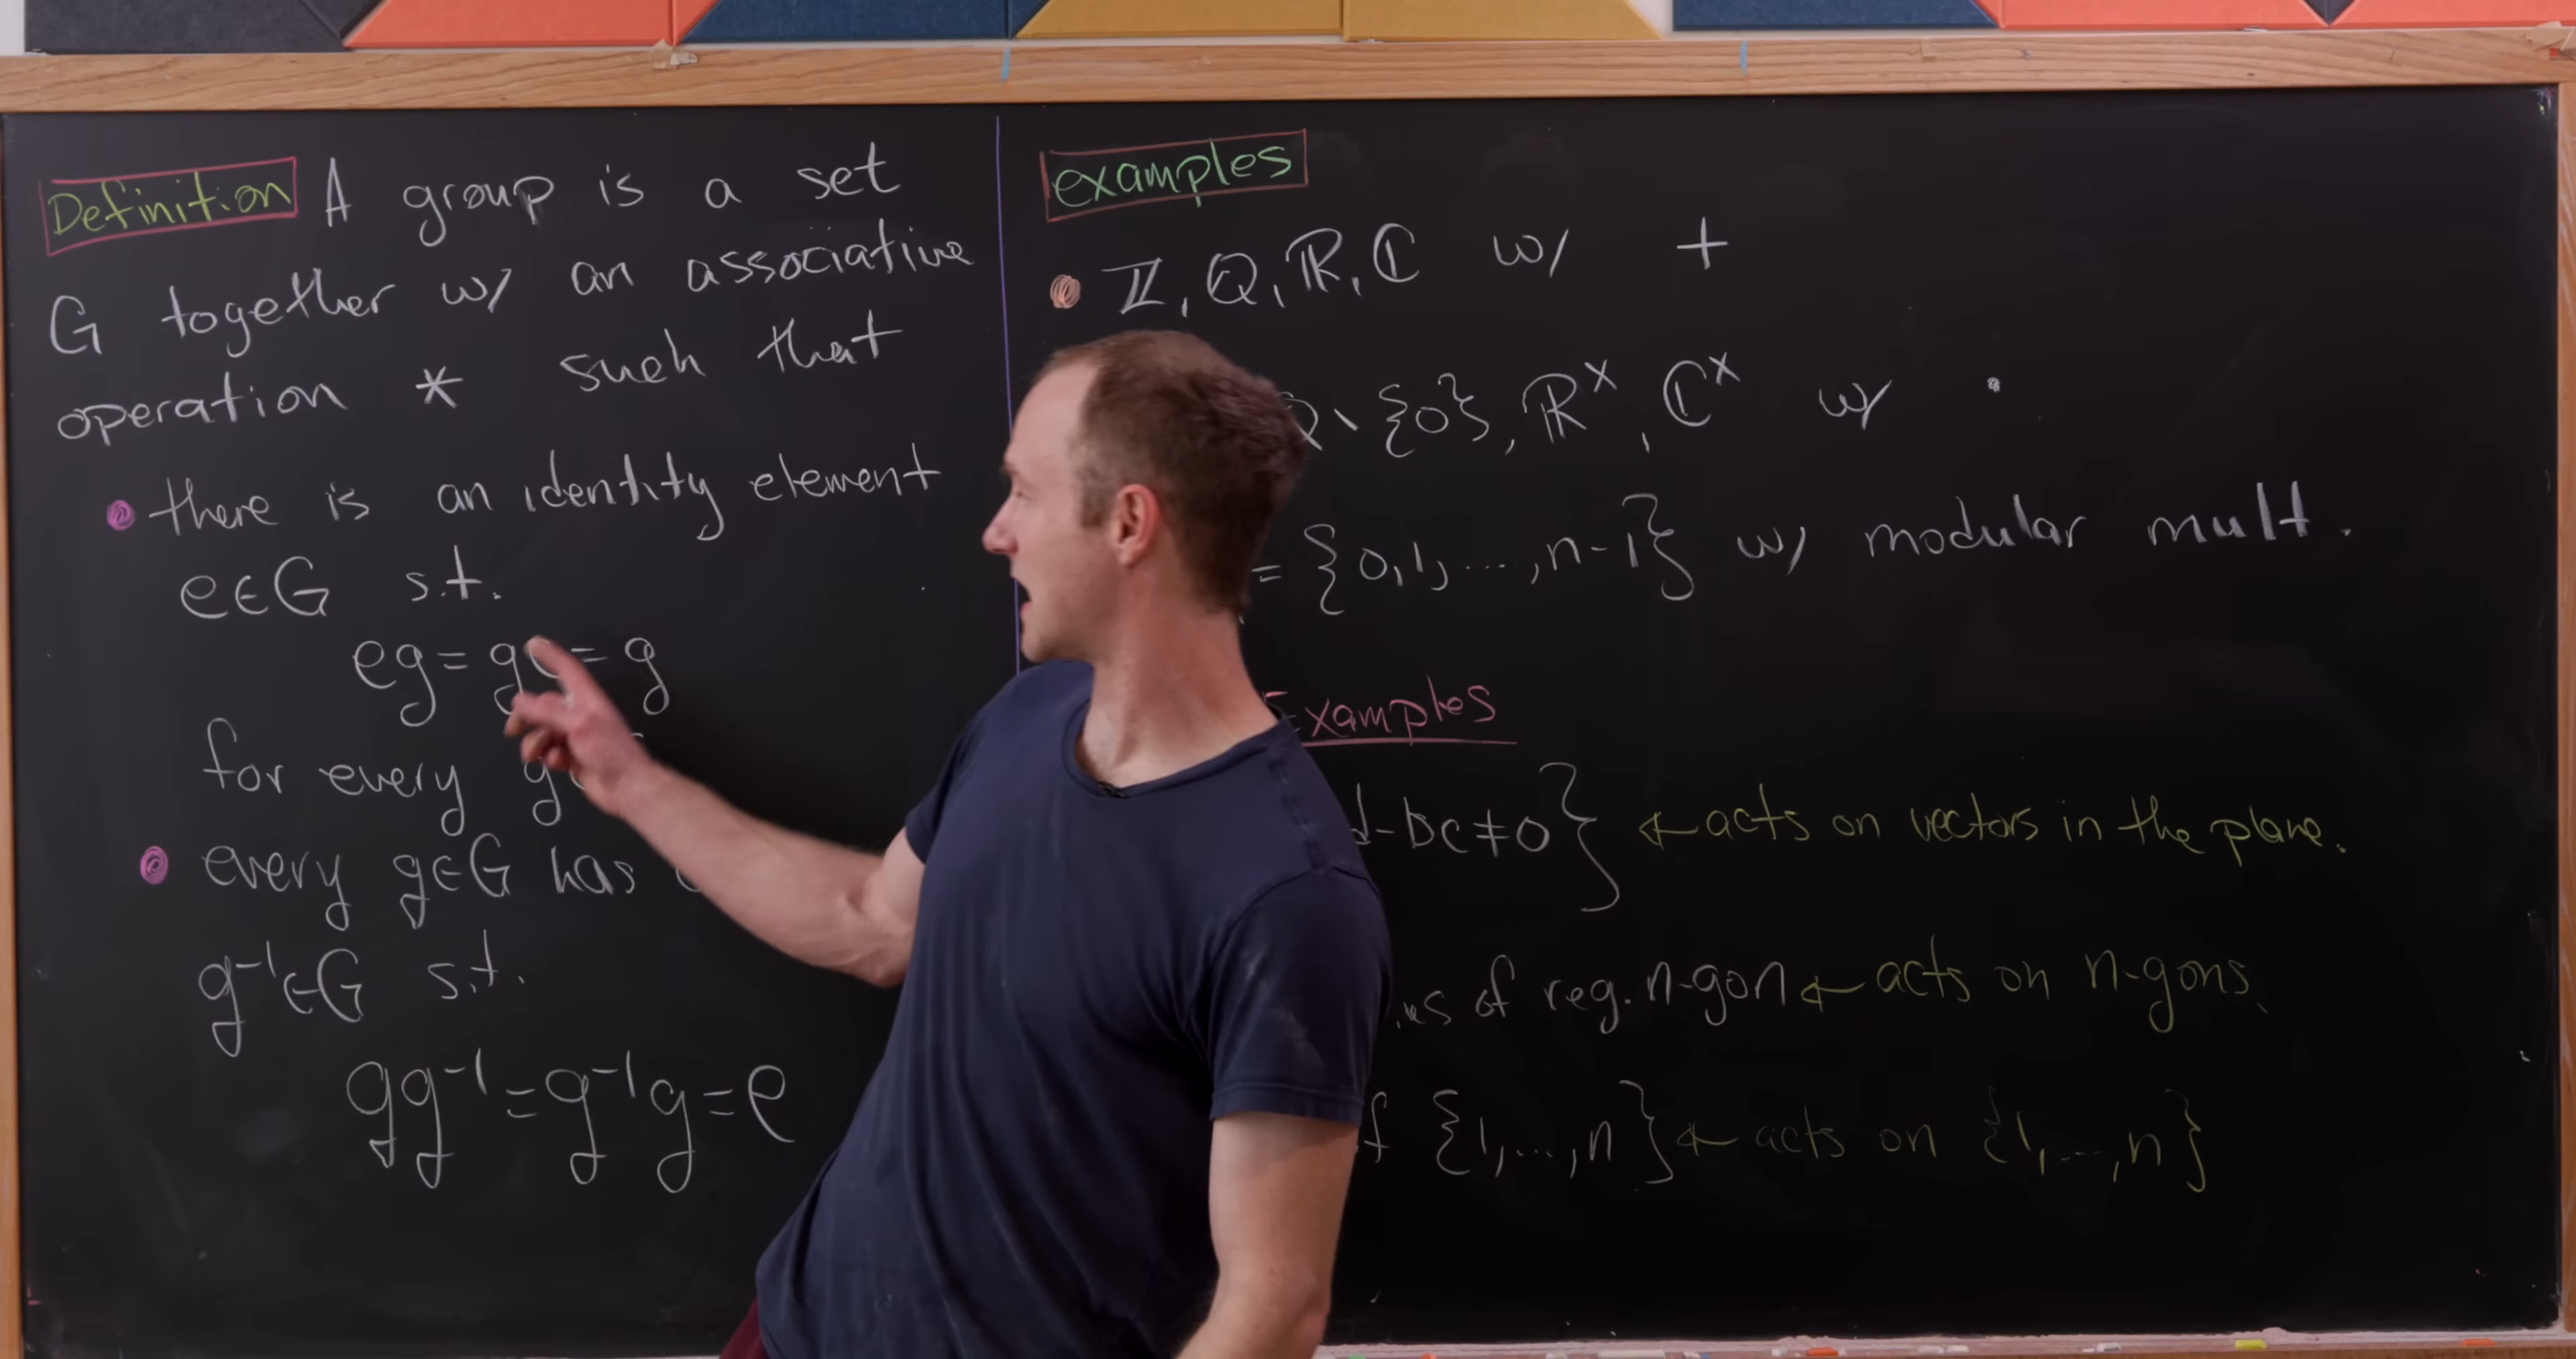 Definition A group is a set
G together w/ an associative
operation * such that
• there is an identity element
e∈G s.t.
eg = ge = g
for every g
• every g∈G has
g⁻¹∈G s.t.
gg⁻¹ = g⁻¹g = e
examples
• ℤ, ℚ, ℝ, ℂ w/ +
ℚ \ {0}, ℝ^×, ℂ^× w/ ·
= {0,1,...,n-1} w/ modular mult.
Examples
d-bc≠0} ← acts on vectors in the plane.
of reg. n-gon ← acts on n-gons.
{1,...,n} ← acts on {1,...,n}